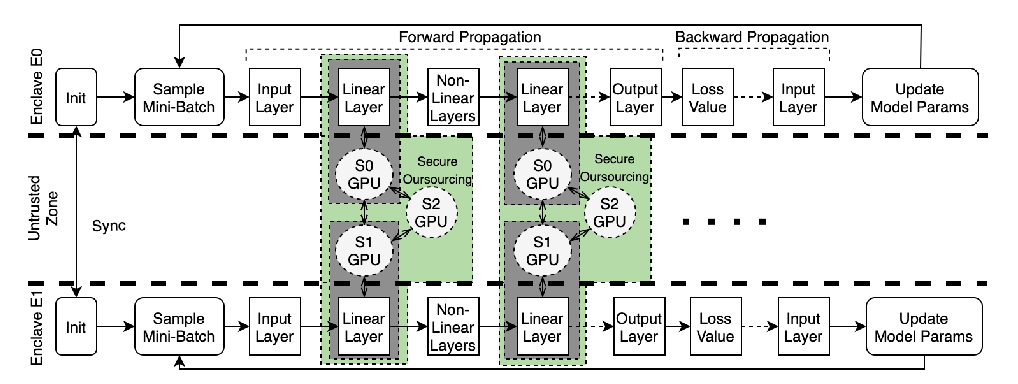 Forward Propagation
Backward Propagation
Enclave E0
Init
Sample
Mini-Batch
Input
Layer
Linear
Layer
Non-
Linear
Layers
Linear
Layer
Output
Layer
Loss
Value
Input
Layer
Update
Model Params
Untrusted
Zone
Sync
S0
GPU
Secure
Oursourcing
S2
GPU
S1
GPU
S0
GPU
Secure
Oursourcing
S2
GPU
S1
GPU
Enclave E1
Init
Sample
Mini-Batch
Input
Layer
Linear
Layer
Non-
Linear
Layers
Linear
Layer
Output
Layer
Loss
Value
Input
Layer
Update
Model Params